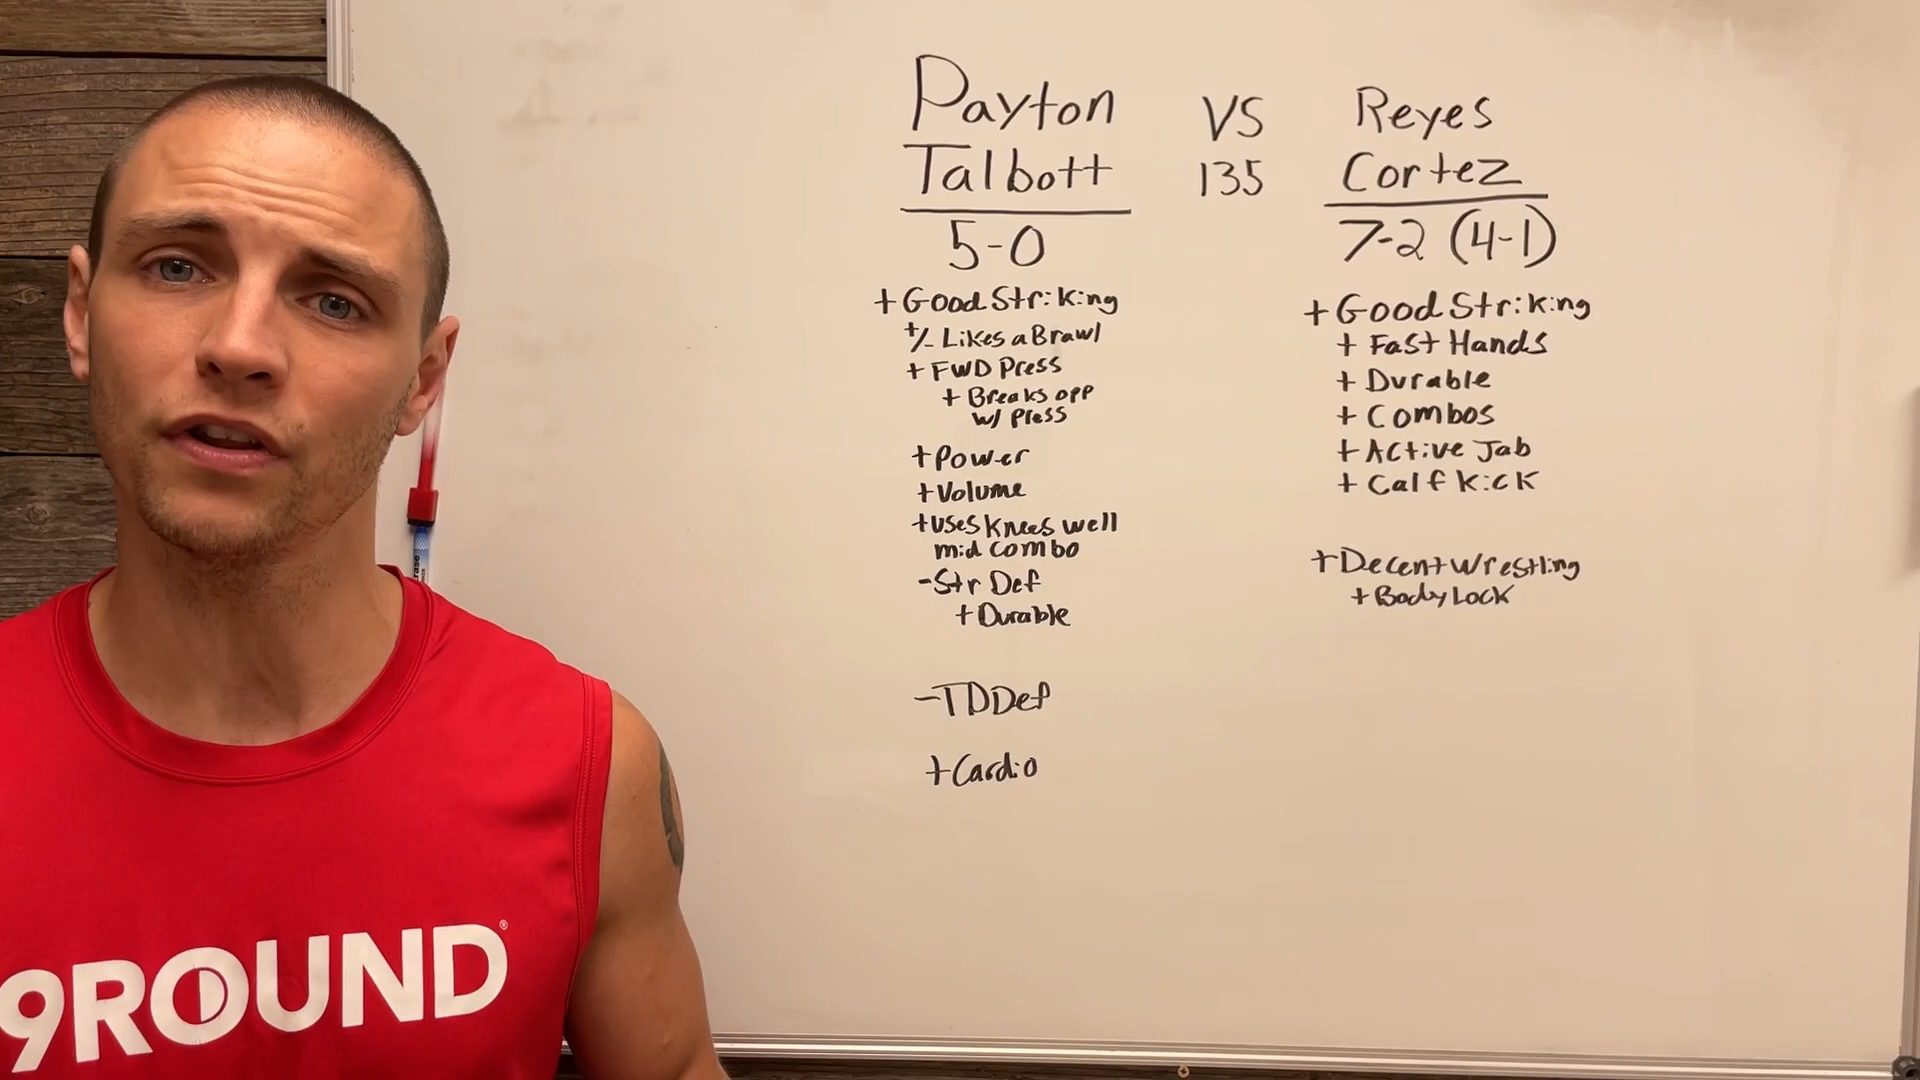 Payton VS Reyes
Talbott 135 Cortez
5-0 7-2 (4-1)
+ Good Striking
+/- Likes a Brawl
+ FWD Press
+ Breaks opp
w/ Press
+ Power
+ Volume
+ uses Knees well
mid combo
- Str Def
+ Durable
- TD Def
+ Cardio
+ Good Striking
+ Fast Hands
+ Durable
+ Combos
+ Active Jab
+ Calf Kick
+ Decent Wrestling
+ Body Lock
9ROUND®